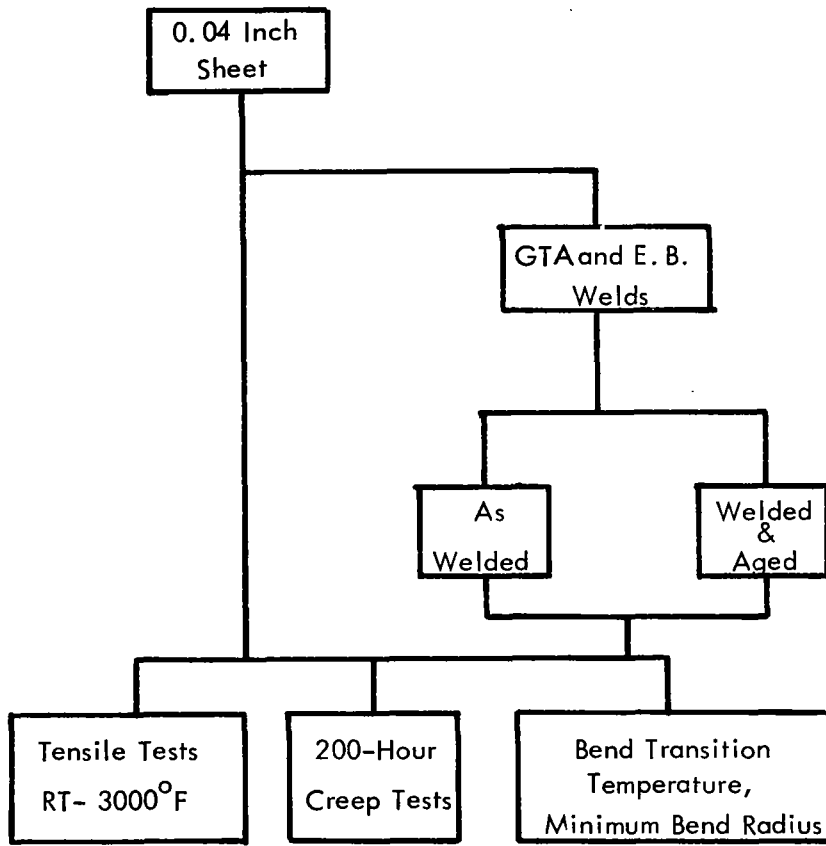 0.04 Inch
Sheet
GTA and E. B.
Welds
As
Welded
Welded
&
Aged
Tensile Tests
RT- 3000°F
200-Hour
Creep Tests
Bend Transition
Temperature,
Minimum Bend Radius